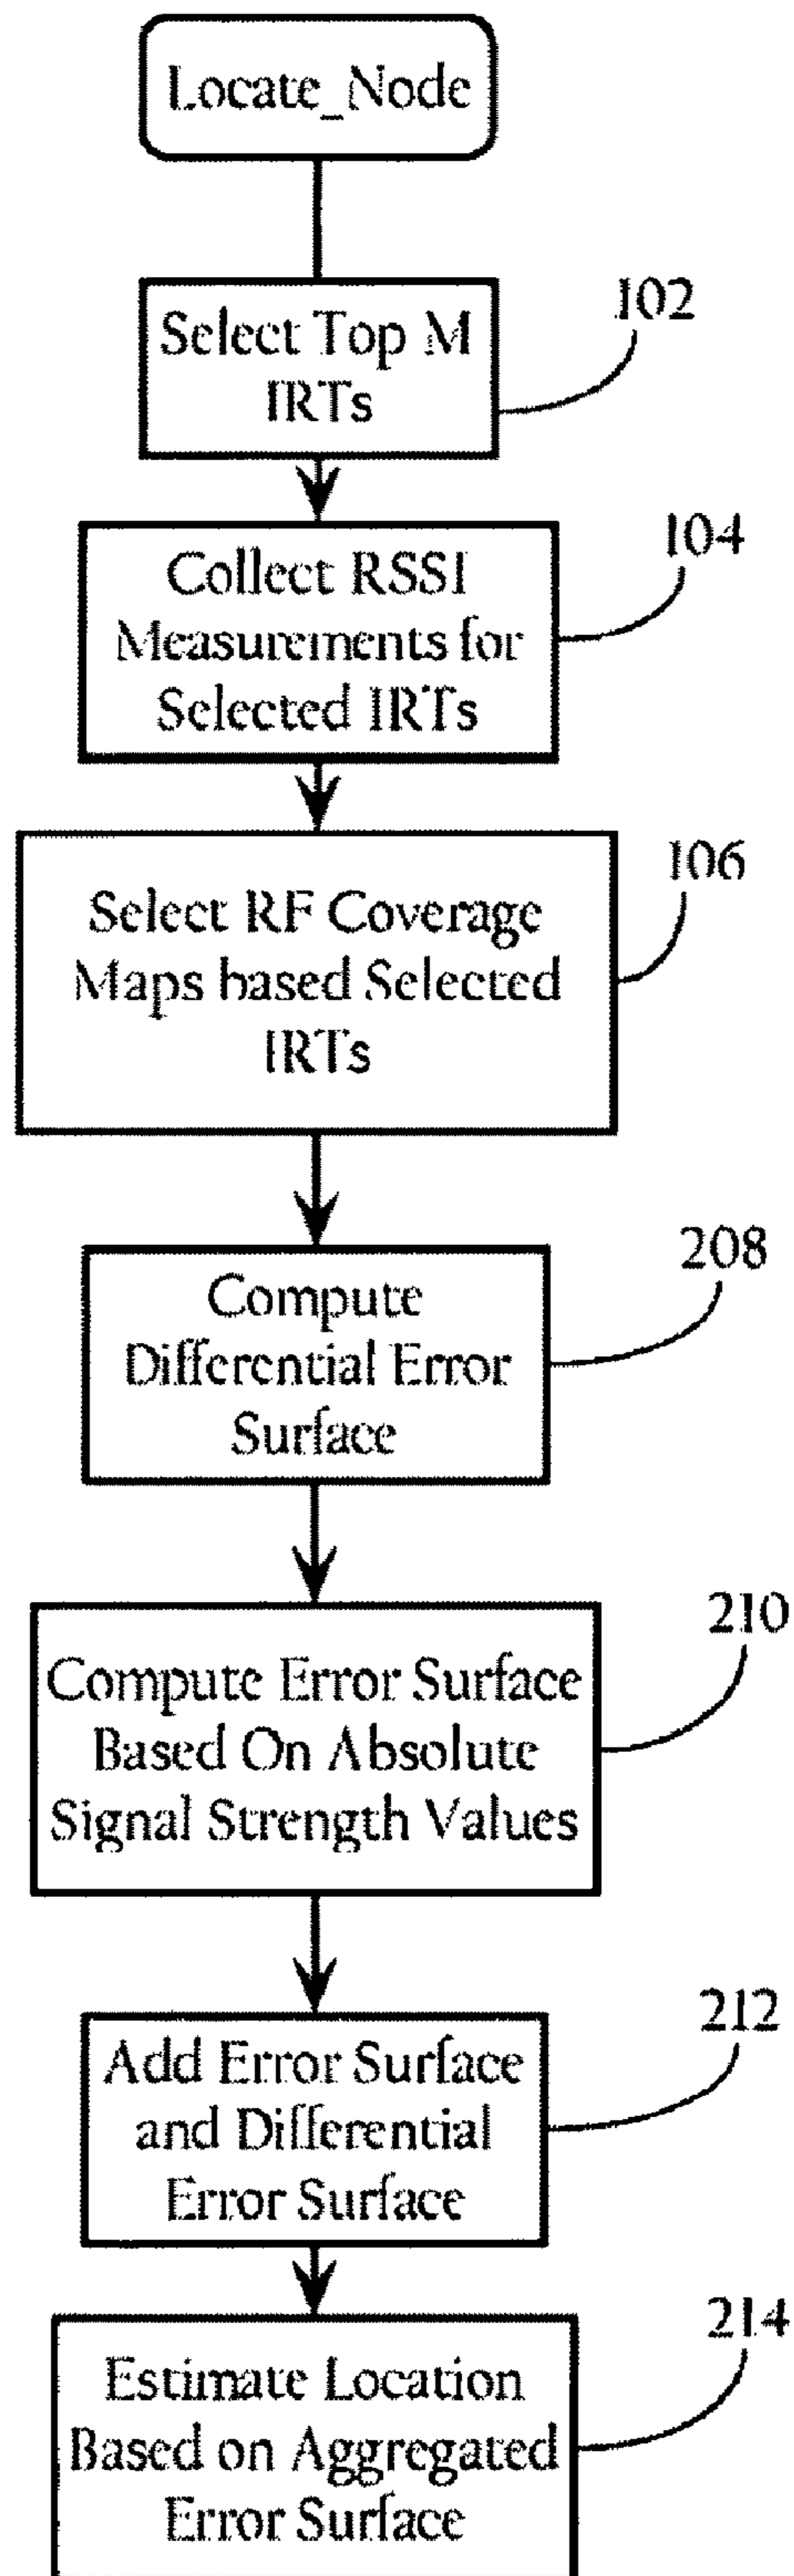 Locate_Node
Select Top M
IRTs
102
Collect RSSI
Measurements for
Selected IRTs
104
Select RF Coverage
Maps based Selected
IRTs
106
Compute
Differential Error
Surface
208
Compute Error Surface
Based On Absolute
Signal Strength Values
210
Add Error Surface
and Differential
Error Surface
212
Estimate Location
Based on Aggregated
Error Surface
214